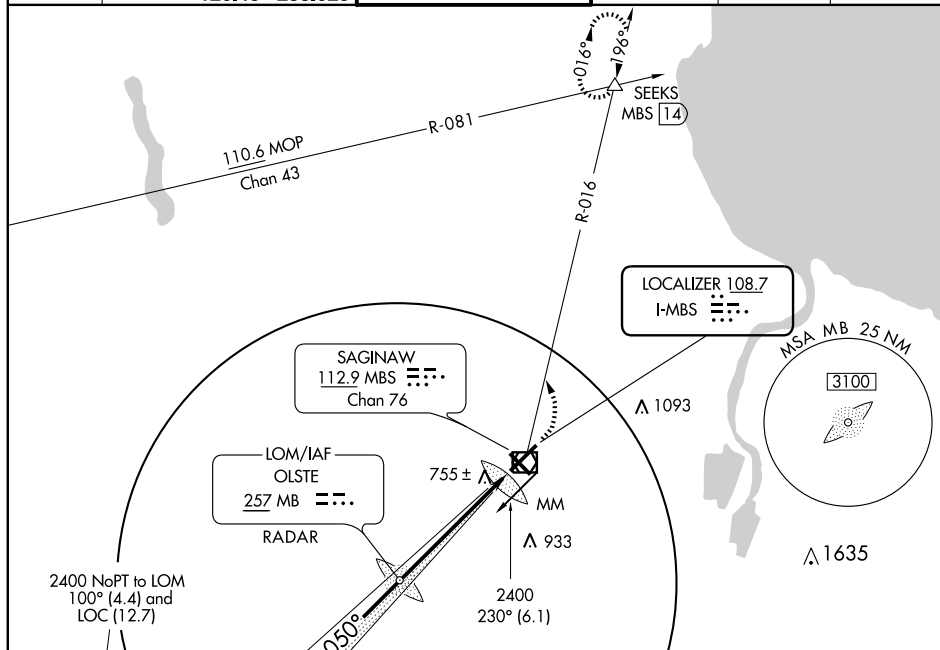 016°
196°
SEEKS
MBS 14
R-081
110.6 MOP
Chan 43
R-016
LOCALIZER 108.7
I-MBS
MSA MB 25 NM
3100
SAGINAW
112.9 MBS
Chan 76
1093
LOM/IAF
OLSTE
257 MB
RADAR
755 ±
MM
933
1635
2400 NoPT to LOM
100° (4.4) and
LOC (12.7)
2400
230° (6.1)
050°